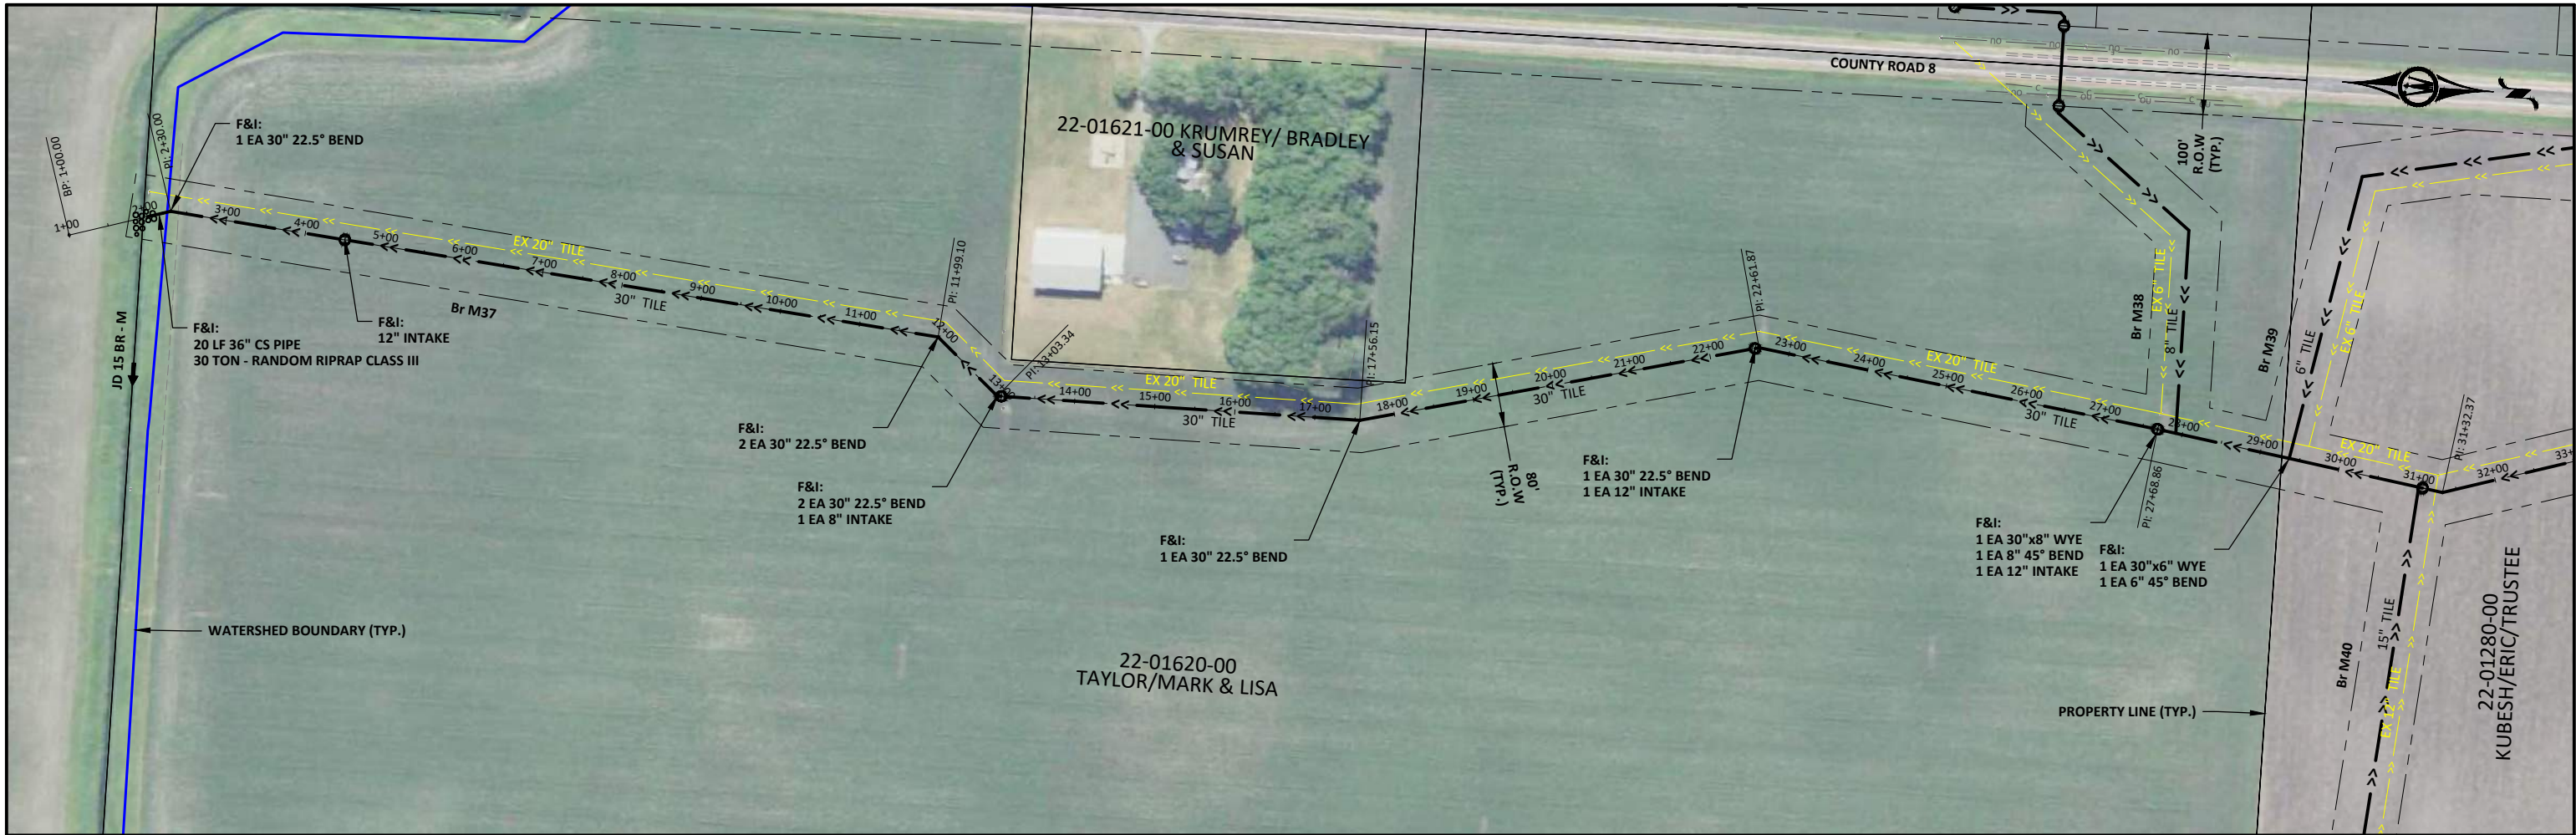 COUNTY ROAD 8
100'
R.O.W
(TYP.)
F&I:
1 EA 30" 22.5° BEND
22-01621-00 KRUMREY/ BRADLEY
& SUSAN
BP: 1+00.00
PI: 2+30.00
1+00
2+00
3+00
4+00
5+00
6+00
7+00
8+00
9+00
10+00
11+00
12+00
EX 20" TILE
30" TILE
Br M37
PI: 11+99.10
PI: 13+03.34
14+00
15+00
16+00
17+00
EX 20" TILE
30" TILE
PI: 17+56.15
18+00
19+00
20+00
21+00
22+00
30" TILE
PI: 22+61.87
23+00
24+00
25+00
26+00
27+00
28+00
29+00
30+00
31+00
32+00
EX 20" TILE
30" TILE
Br M38
EX 6" TILE
8" TILE
Br M39
6" TILE
EX 6" TILE
EX 20" TILE
PI: 31+32.37
PI: 27+68.86
JD 15 BR - M
F&I:
20 LF 36" CS PIPE
30 TON - RANDOM RIPRAP CLASS III
F&I:
12" INTAKE
F&I:
2 EA 30" 22.5° BEND
F&I:
2 EA 30" 22.5° BEND
1 EA 8" INTAKE
F&I:
1 EA 30" 22.5° BEND
80'
R.O.W
(TYP.)
F&I:
1 EA 30" 22.5° BEND
1 EA 12" INTAKE
F&I:
1 EA 30"x8" WYE
1 EA 8" 45° BEND
1 EA 12" INTAKE
F&I:
1 EA 30"x6" WYE
1 EA 6" 45° BEND
WATERSHED BOUNDARY (TYP.)
22-01620-00
TAYLOR/MARK & LISA
PROPERTY LINE (TYP.)
Br M40
15" TILE
EX 12" TILE
22-01280-00
KUBESH/ERIC/TRUSTEE